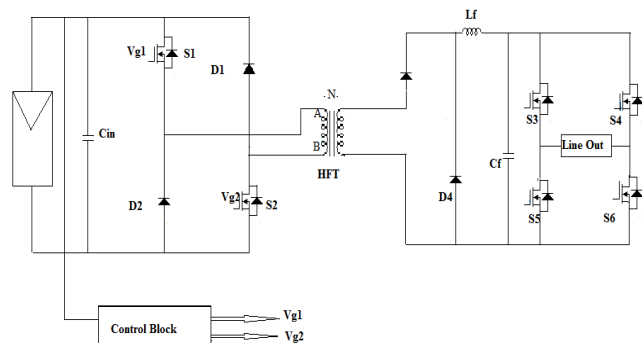 Lf
Vg1
S1
D1
Cin
.N.
A
B
HFT
D2
Vg2
S2
D4
Cf
S3
S4
Line Out
S5
S6
Control Block
Vg1
Vg2